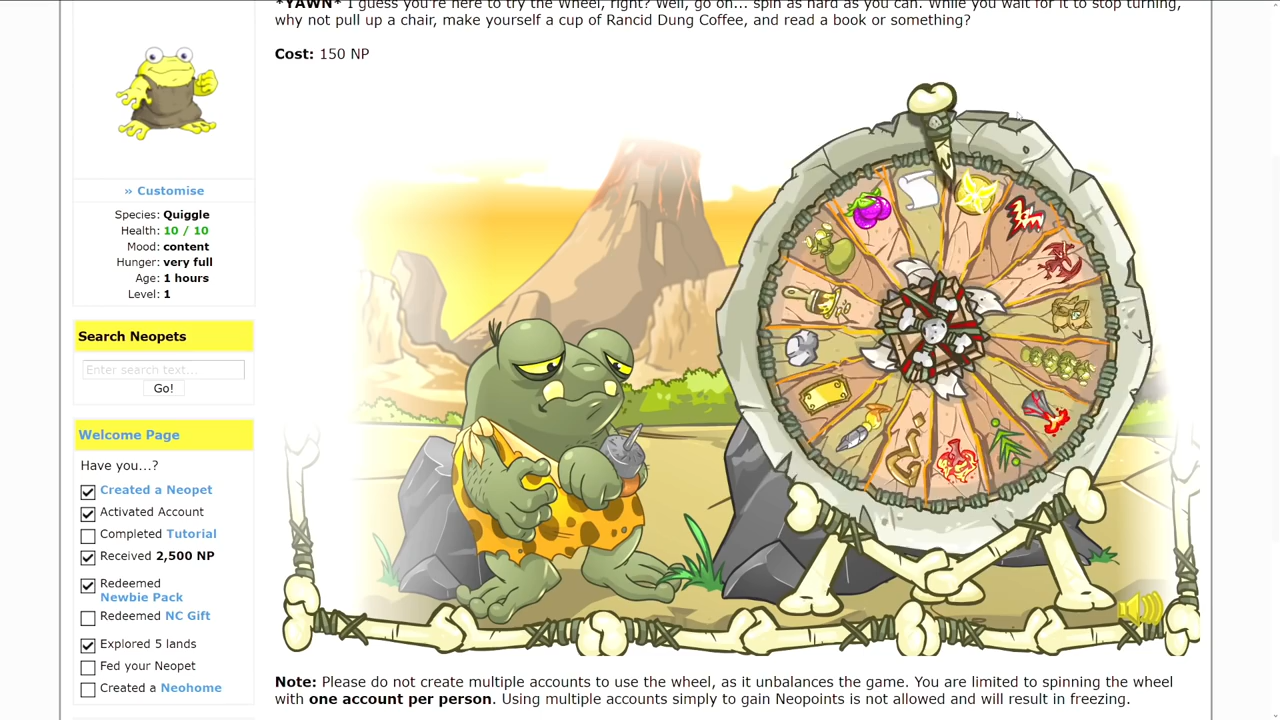 *YAWN* I guess you're here to try the Wheel, right? Well, go on... spin as hard as you can. While you wait for it to stop turning,
why not pull up a chair, make yourself a cup of Rancid Dung Coffee, and read a book or something?
Cost: 150 NP
» Customise
Species: Quiggle
Health: 10 / 10
Mood: content
Hunger: very full
Age: 1 hours
Level: 1
Search Neopets
Enter search text...
Go!
Welcome Page
Have you...?
Created a Neopet
Activated Account
Completed Tutorial
Received 2,500 NP
Redeemed
Newbie Pack
Redeemed NC Gift
Explored 5 lands
Fed your Neopet
Created a Neohome
Note: Please do not create multiple accounts to use the wheel, as it unbalances the game. You are limited to spinning the wheel
with one account per person. Using multiple accounts simply to gain Neopoints is not allowed and will result in freezing.